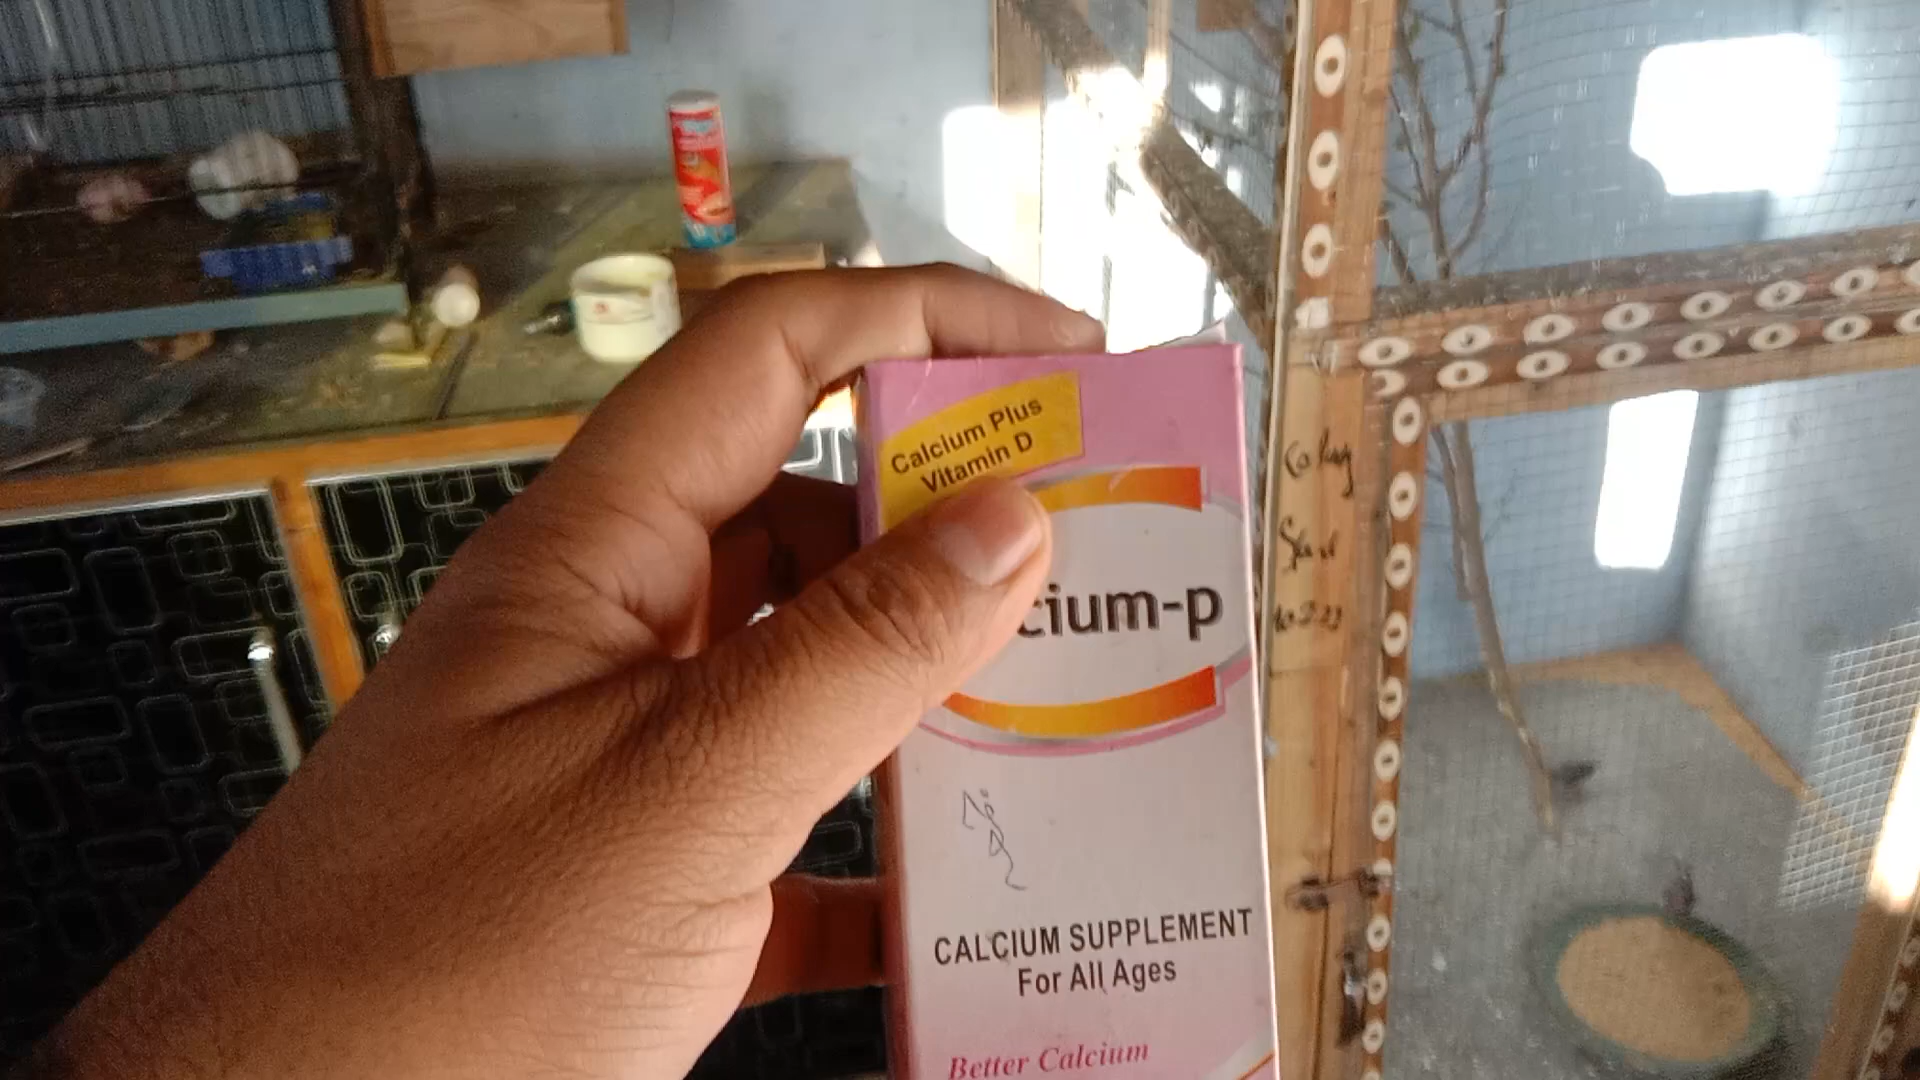 Calcium Plus
Vitamin D
cium-p
CALCIUM SUPPLEMENT
For All Ages
Better Calcium